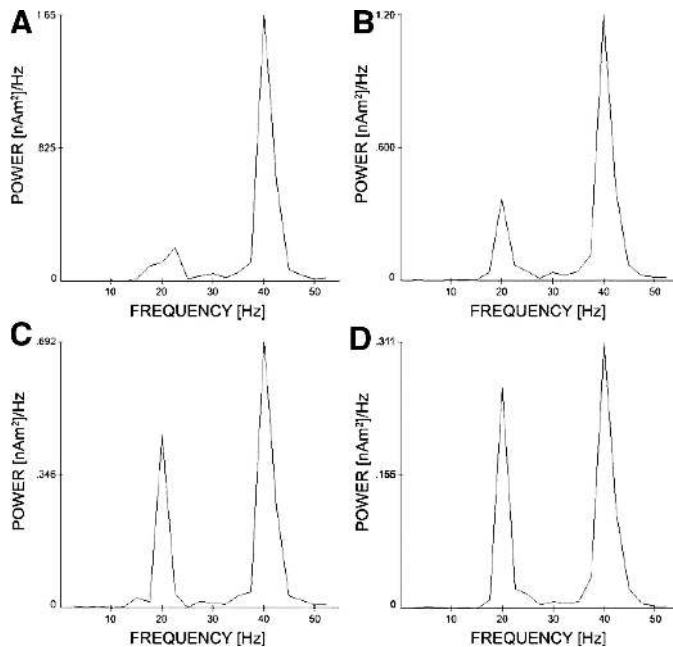 A
1.65
POWER [nAm²]/Hz
.825
0
10 20 30 40 50
FREQUENCY [Hz]
B
1.20
POWER [nAm²]/Hz
.600
0
10 20 30 40 50
FREQUENCY [Hz]
C
.692
POWER [nAm²]/Hz
.346
0
10 20 30 40 50
FREQUENCY [Hz]
D
.311
POWER [nAm²]/Hz
.155
0
10 20 30 40 50
FREQUENCY [Hz]